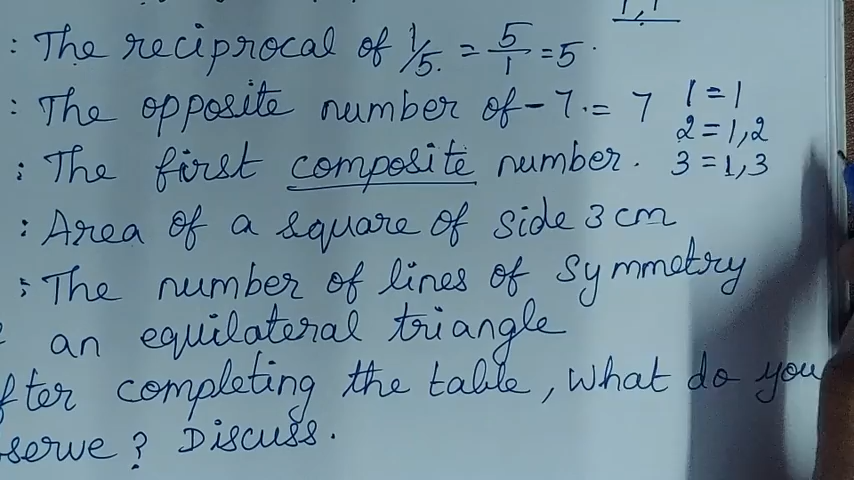 : The reciprocal of 1/5. = 5/1 = 5.
: The opposite number of -7. = 7 1 = 1
2 = 1,2
: The first composite number. 3 = 1,3
: Area of a square of side 3 cm
: The number of lines of symmetry
an equilateral triangle
fter completing the table, What do you
serve? Discuss.